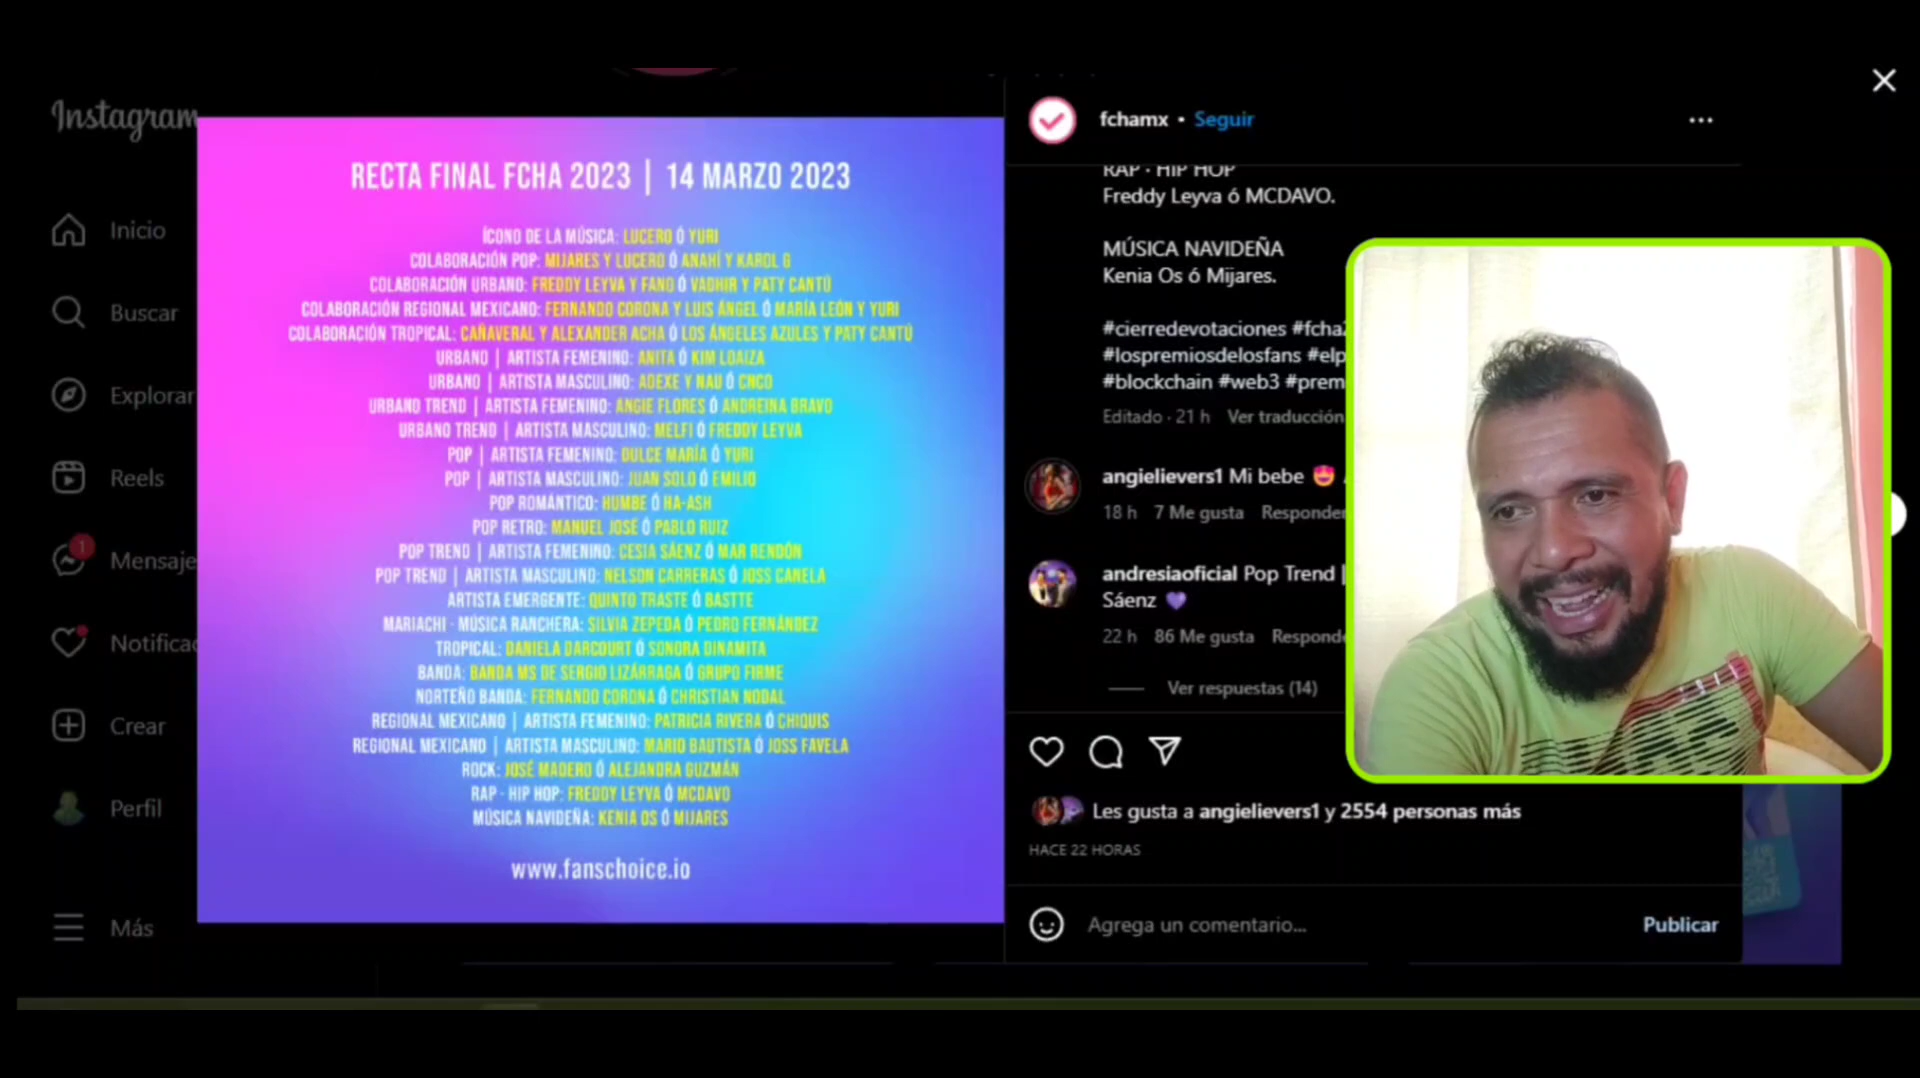 Instagram
Inicio
Buscar
Explorar
Reels
1
Mensaje
Notificac
Crear
Perfil
Más
RECTA FINAL FCHA 2023 | 14 MARZO 2023
ÍCONO DE LA MÚSICA: LUCERO Ó YURI
COLABORACIÓN POP: MIJARES Y LUCERO Ó ANAHÍ Y KAROL G
COLABORACIÓN URBANO: FREDDY LEYVA Y FANO Ó VADHIR Y PATY CANTÚ
COLABORACIÓN REGIONAL MEXICANO: FERNANDO CORONA Y LUIS ÁNGEL Ó MARÍA LEÓN Y YURI
COLABORACIÓN TROPICAL: CAÑAVERAL Y ALEXANDER ACHA Ó LOS ÁNGELES AZULES Y PATY CANTÚ
URBANO | ARTISTA FEMENINO: ANITA Ó KIM LOAIZA
URBANO | ARTISTA MASCULINO: ADEXE Y NAU Ó CNCO
URBANO TREND | ARTISTA FEMENINO: ANGIE FLORES Ó ANDREINA BRAVO
URBANO TREND | ARTISTA MASCULINO: MELFI Ó FREDDY LEYVA
POP | ARTISTA FEMENINO: DULCE MARÍA Ó YURI
POP | ARTISTA MASCULINO: JUAN SOLO Ó EMILIO
POP ROMÁNTICO: HUMBE Ó HA-ASH
POP RETRO: MANUEL JOSÉ Ó PABLO RUIZ
POP TREND | ARTISTA FEMENINO: CESIA SÁENZ Ó MAR RENDÓN
POP TREND | ARTISTA MASCULINO: NELSON CARRERAS Ó JOSS CANELA
ARTISTA EMERGENTE: QUINTO TRASTE Ó BASTTE
MARIACHI · MÚSICA RANCHERA: SILVIA ZEPEDA Ó PEDRO FERNÁNDEZ
TROPICAL: DANIELA DARCOURT Ó SONORA DINAMITA
BANDA: BANDA MS DE SERGIO LIZÁRRAGA Ó GRUPO FIRME
NORTEÑO BANDA: FERNANDO CORONA Ó CHRISTIAN NODAL
REGIONAL MEXICANO | ARTISTA FEMENINO: PATRICIA RIVERA Ó CHIQUIS
REGIONAL MEXICANO | ARTISTA MASCULINO: MARIO BAUTISTA Ó JOSS FAVELA
ROCK: JOSÉ MADERO Ó ALEJANDRA GUZMÁN
RAP · HIP HOP: FREDDY LEYVA Ó MCDAVO
MÚSICA NAVIDEÑA: KENIA OS Ó MIJARES
www.fanschoice.io
fchamx • Seguir
RAP · HIP HOP
Freddy Leyva ó MCDAVO.
MÚSICA NAVIDEÑA
Kenia Os ó Mijares.
#cierredevotaciones #fcha2
#lospremiosdelosfans #elp
#blockchain #web3 #prem
Editado · 21 h Ver traducción
angielievers1 Mi bebe 😍
18 h 7 Me gusta Responder
andresiaoficial Pop Trend |
Sáenz 💜
22 h 86 Me gusta Responde
Ver respuestas (14)
Les gusta a angielievers1 y 2554 personas más
HACE 22 HORAS
Agrega un comentario... Publicar